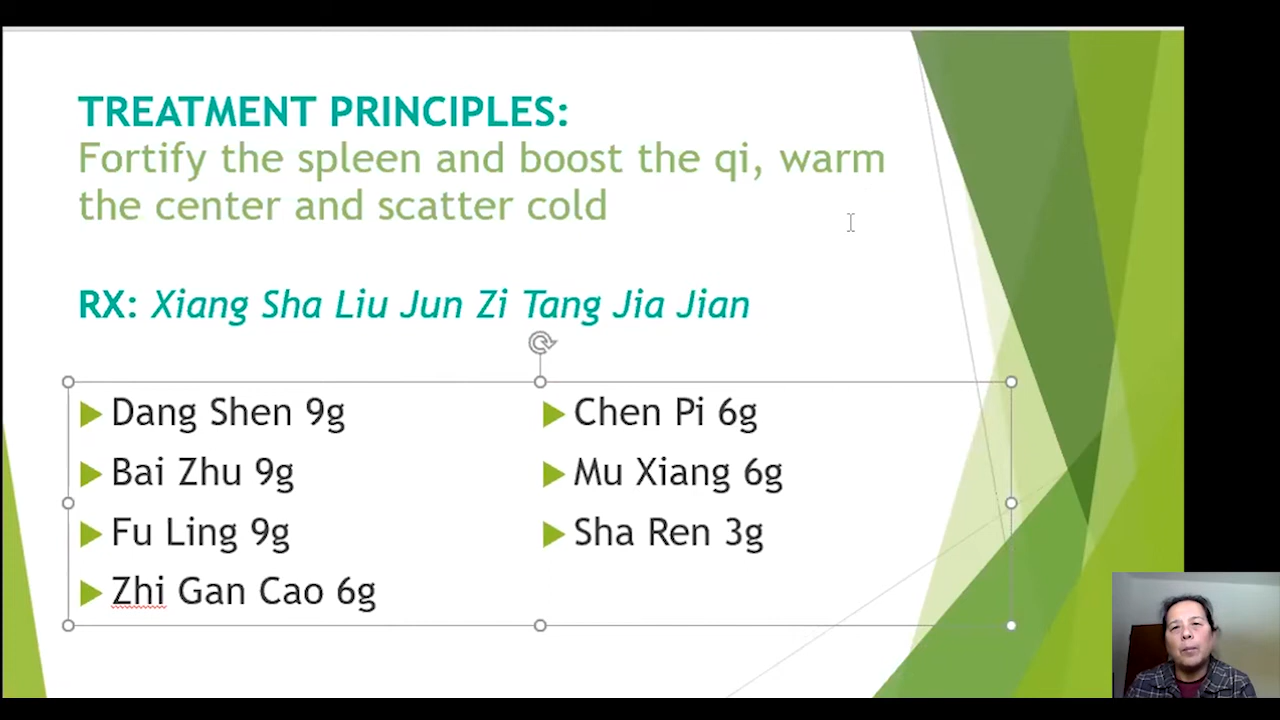 TREATMENT PRINCIPLES:
Fortify the spleen and boost the qi, warm
the center and scatter cold
RX: Xiang Sha Liu Jun Zi Tang Jia Jian
Dang Shen 9g
Bai Zhu 9g
Fu Ling 9g
Zhi Gan Cao 6g
Chen Pi 6g
Mu Xiang 6g
Sha Ren 3g